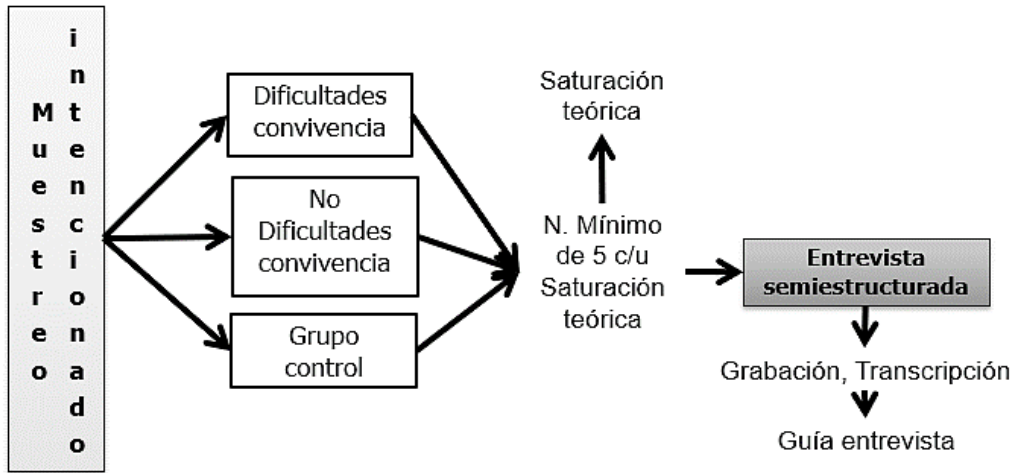 Muestreo
intencionado
Dificultades
convivencia
No
Dificultades
convivencia
Grupo
control
Saturación
teórica
N. Mínimo
de 5 c/u
Saturación
teórica
Entrevista
semiestructurada
Grabación, Transcripción
Guía entrevista